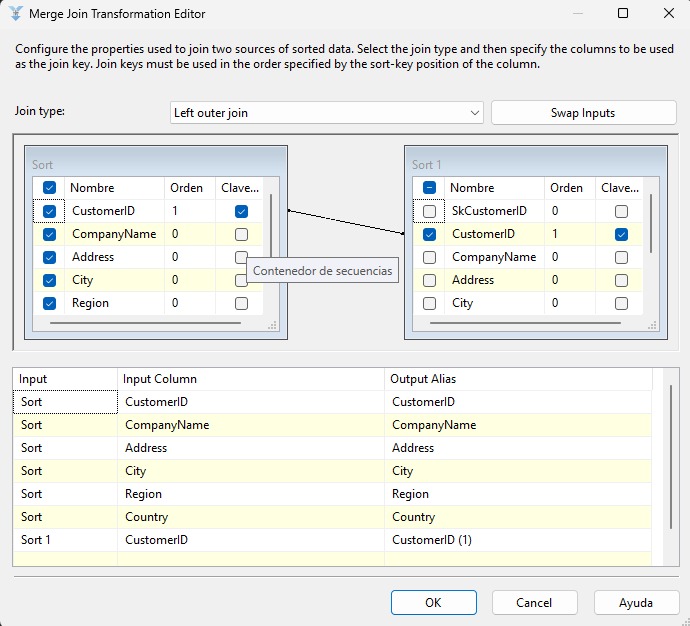 Merge Join Transformation Editor
Configure the properties used to join two sources of sorted data. Select the join type and then specify the columns to be used
as the join key. Join keys must be used in the order specified by the sort-key position of the column.
Join type:
Left outer join
Swap Inputs
Sort
Nombre Orden Clave...
CustomerID 1
CompanyName 0
Address 0
City 0
Region 0
Contenedor de secuencias
Sort 1
Nombre Orden Clave...
SkCustomerID 0
CustomerID 1
CompanyName 0
Address 0
City 0
Input Input Column Output Alias
Sort CustomerID CustomerID
Sort CompanyName CompanyName
Sort Address Address
Sort City City
Sort Region Region
Sort Country Country
Sort 1 CustomerID CustomerID (1)
OK Cancel Ayuda